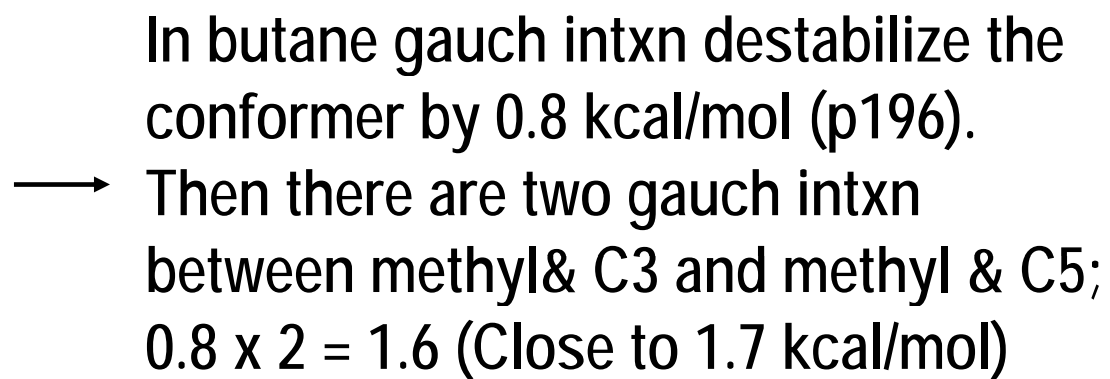 In butane gauch intxn destabilize the
conformer by 0.8 kcal/mol (p196).
Then there are two gauch intxn
between methyl& C3 and methyl & C5;
0.8 x 2 = 1.6 (Close to 1.7 kcal/mol)